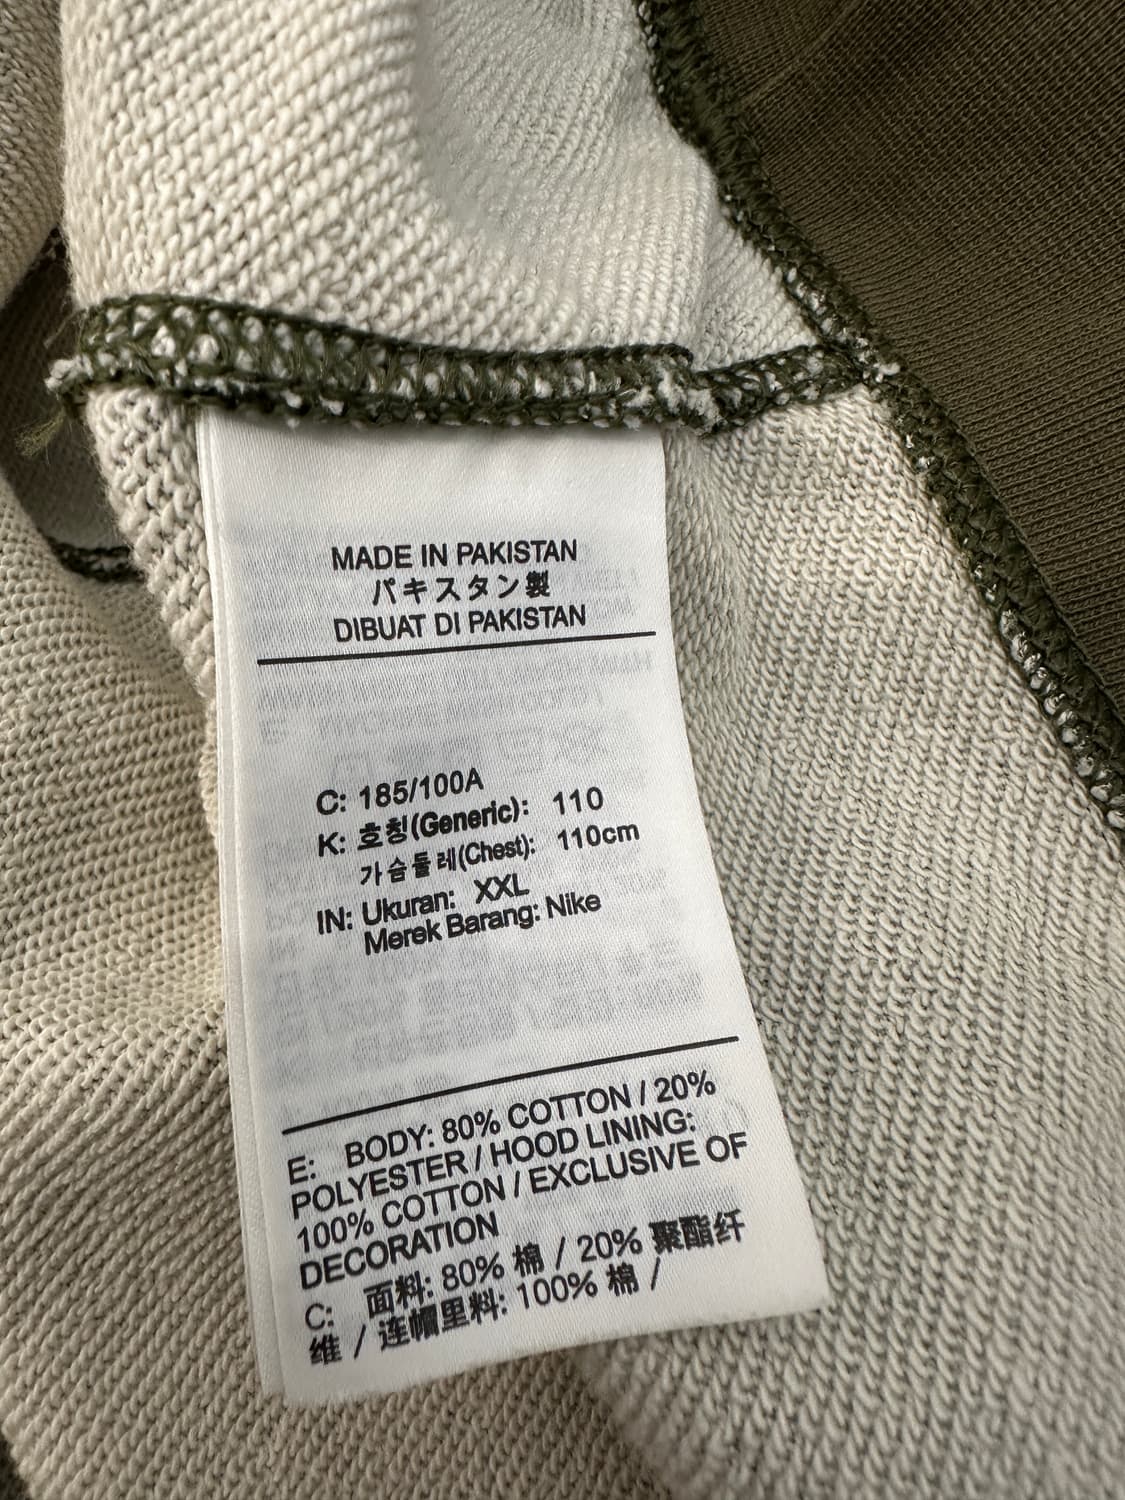 MADE IN PAKISTAN
パキスタン製
DIBUAT DI PAKISTAN
C: 185/100A
K: 호칭(Generic): 110
가슴둘레(Chest): 110cm
IN: Ukuran: XXL
Merek Barang: Nike
E: BODY: 80% COTTON / 20%
POLYESTER / HOOD LINING:
100% COTTON / EXCLUSIVE OF
DECORATION
C: 面料: 80% 棉 / 20% 聚酯纤
维 / 连帽里料: 100% 棉 /